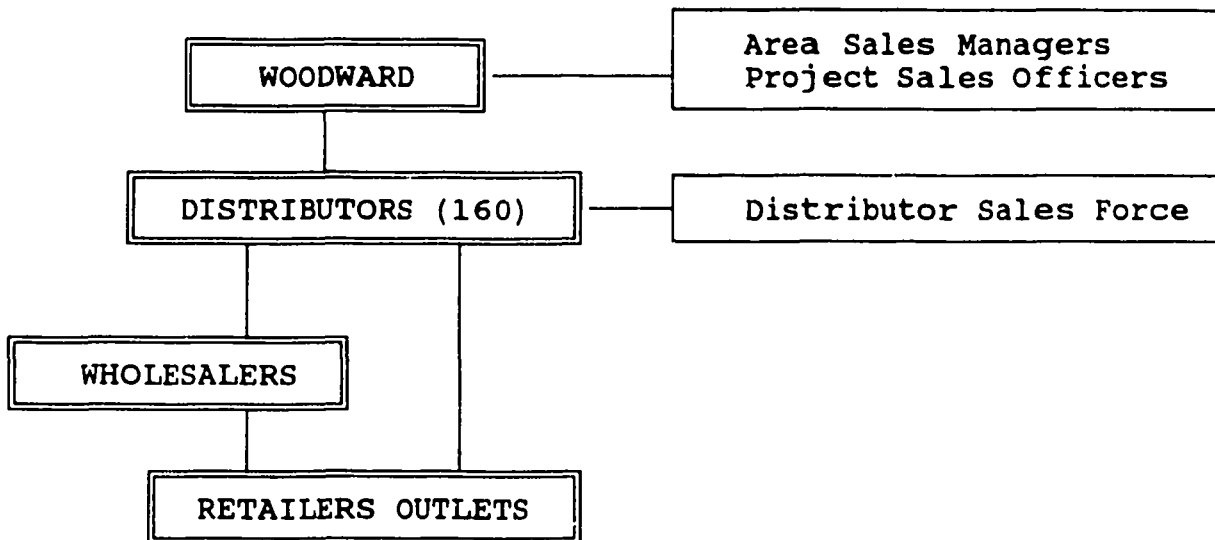 WOODWARD
Area Sales Managers
Project Sales Officers
DISTRIBUTORS (160)
Distributor Sales Force
WHOLESALERS
RETAILERS OUTLETS